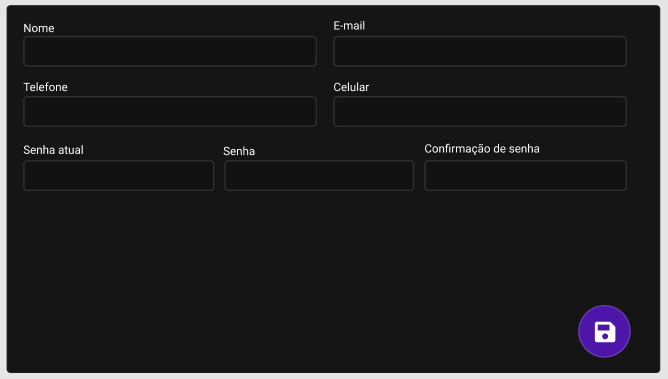 Nome
E-mail
Telefone
Celular
Senha atual
Senha
Confirmação de senha